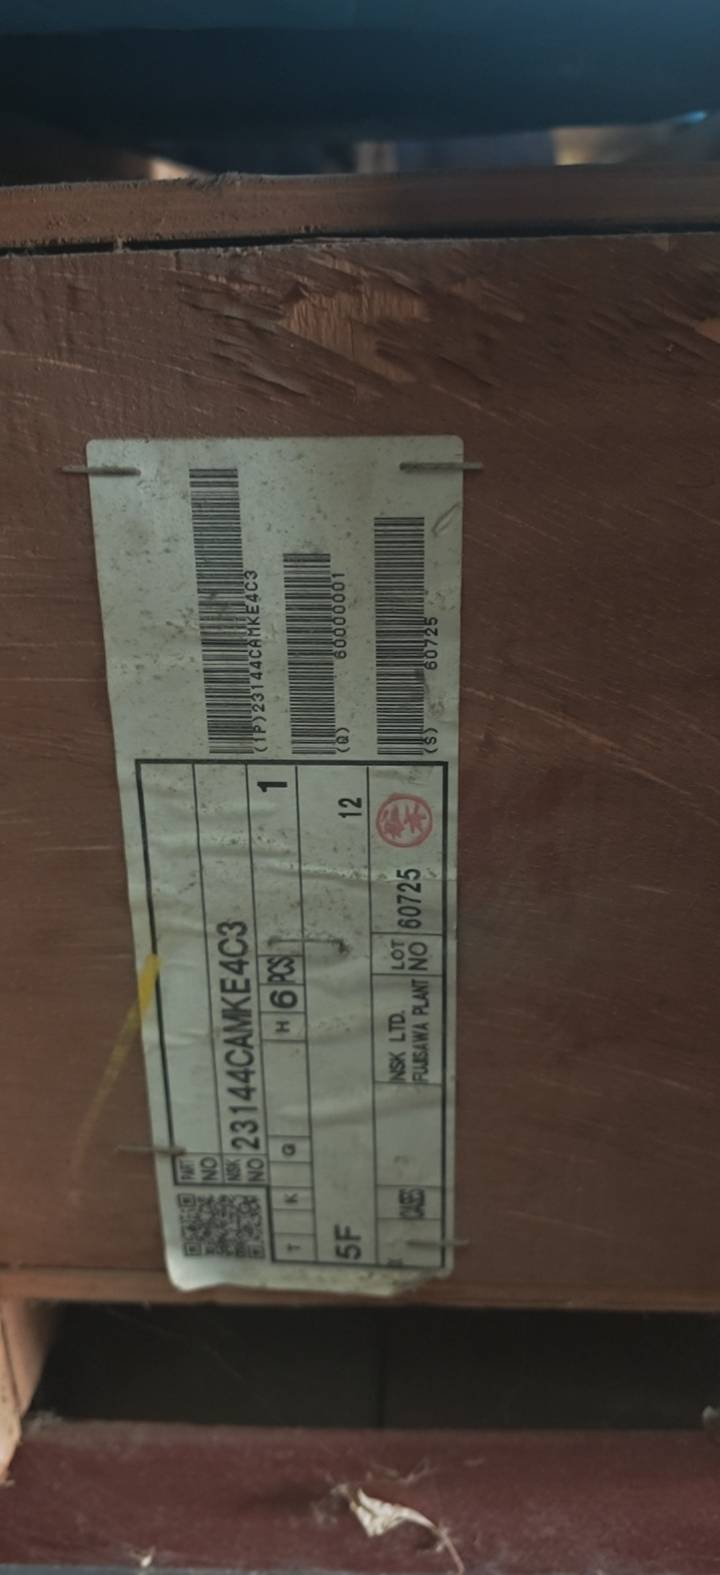 PART NO
NSK NO 23144CAMKE4C3
T K Q H 6 PCS 1
5F 12
CASES NSK LTD. FUJISAWA PLANT LOT NO 60725
(1P)23144CAMKE4C3
(Q) 60000001
(S) 60725